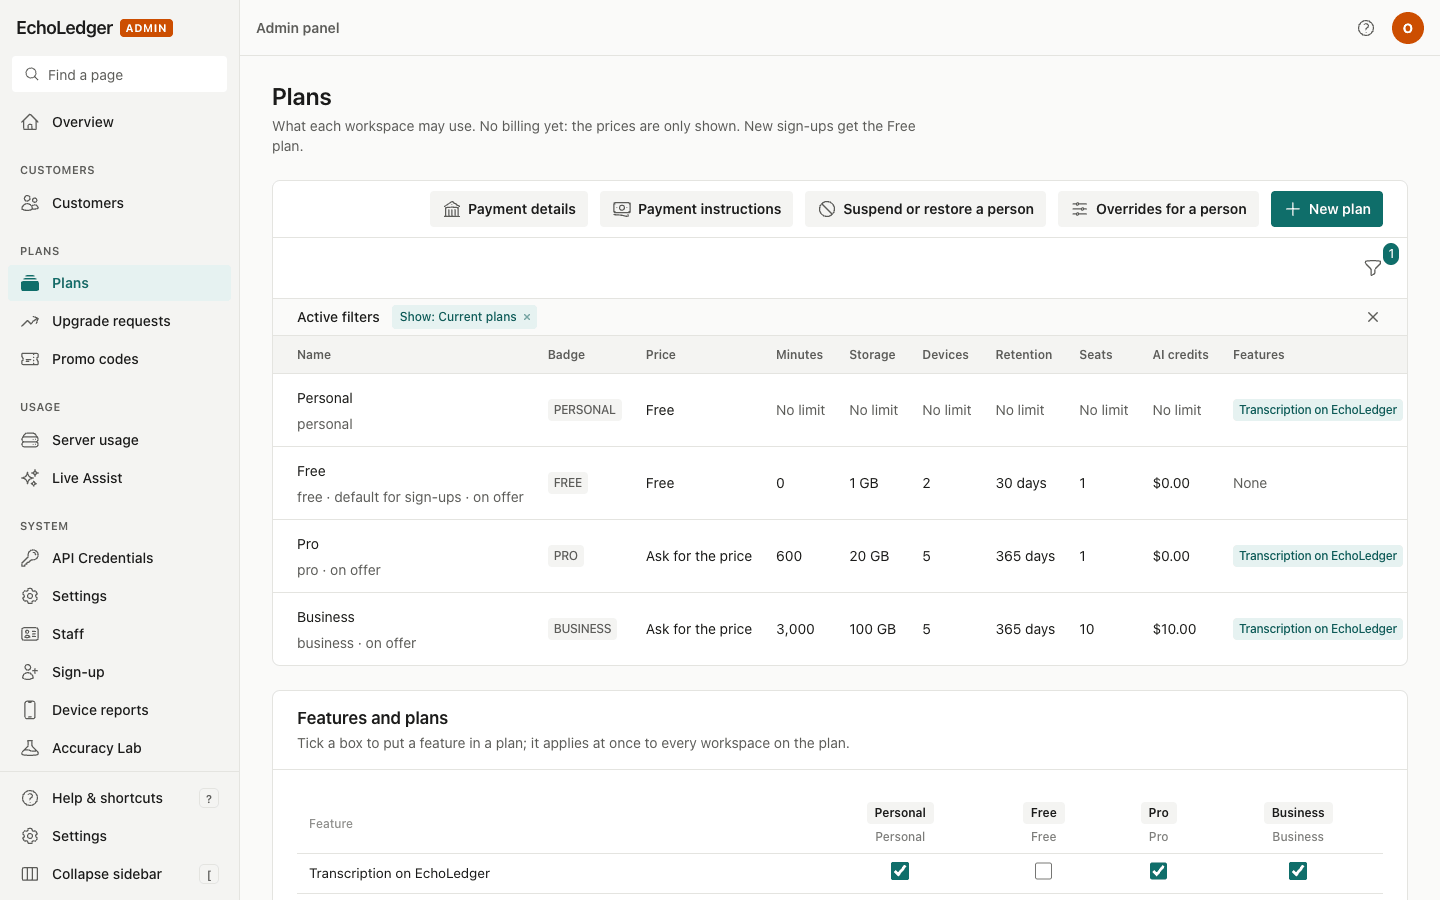 EchoLedger ADMIN
Find a page
Overview
CUSTOMERS
Customers
PLANS
Plans
Upgrade requests
Promo codes
USAGE
Server usage
Live Assist
SYSTEM
API Credentials
Settings
Staff
Sign-up
Device reports
Accuracy Lab
Help & shortcuts ?
Settings
Collapse sidebar [
Admin panel
O
Plans
What each workspace may use. No billing yet: the prices are only shown. New sign-ups get the Free
plan.
Payment details Payment instructions Suspend or restore a person Overrides for a person New plan
1
Active filters Show: Current plans ×
Name Badge Price Minutes Storage Devices Retention Seats AI credits Features
Personal
personal
PERSONAL Free No limit No limit No limit No limit No limit No limit Transcription on EchoLedger
Free
free · default for sign-ups · on offer
FREE Free 0 1 GB 2 30 days 1 $0.00 None
Pro
pro · on offer
PRO Ask for the price 600 20 GB 5 365 days 1 $0.00 Transcription on EchoLedger
Business
business · on offer
BUSINESS Ask for the price 3,000 100 GB 5 365 days 10 $10.00 Transcription on EchoLedger
Features and plans
Tick a box to put a feature in a plan; it applies at once to every workspace on the plan.
Feature
Personal Free Pro Business
Personal Free Pro Business
Transcription on EchoLedger